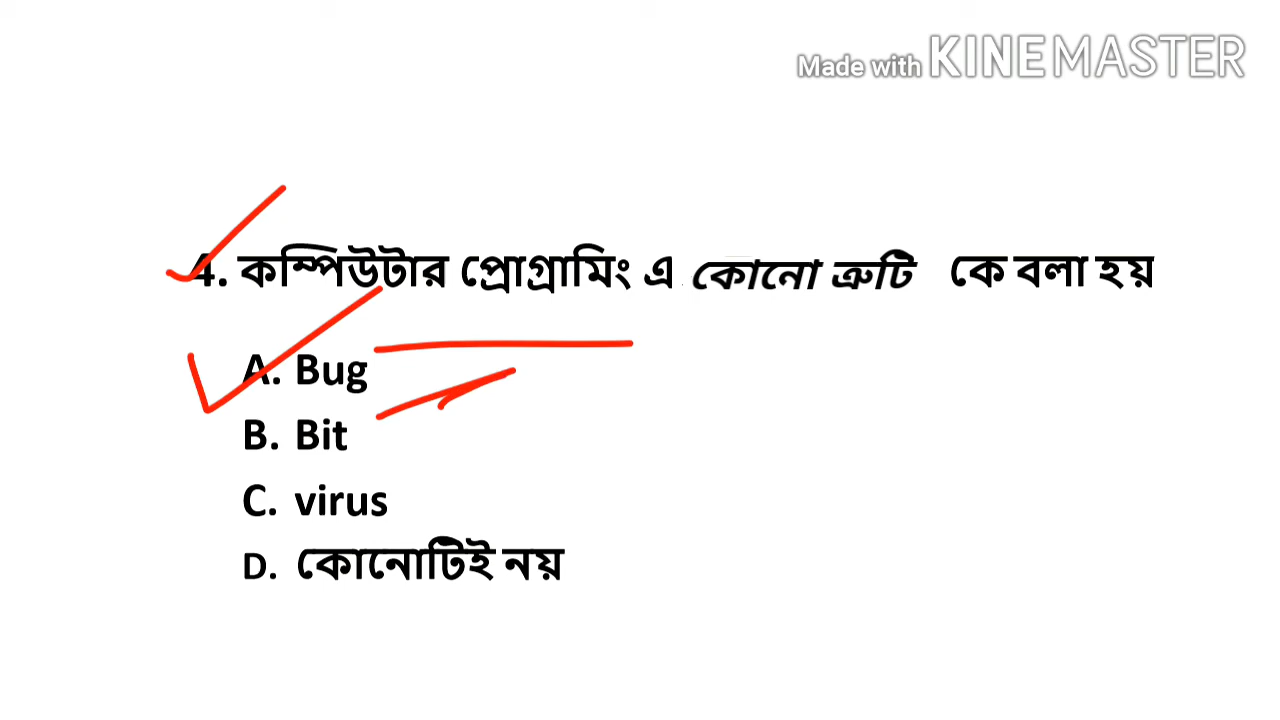 Made with KINEMASTER
4. কম্পিউটার প্রোগ্রামিং এ কোনো ত্রুটি কে বলা হয়
A. Bug
B. Bit
C. virus
D. কোনোটিই নয়